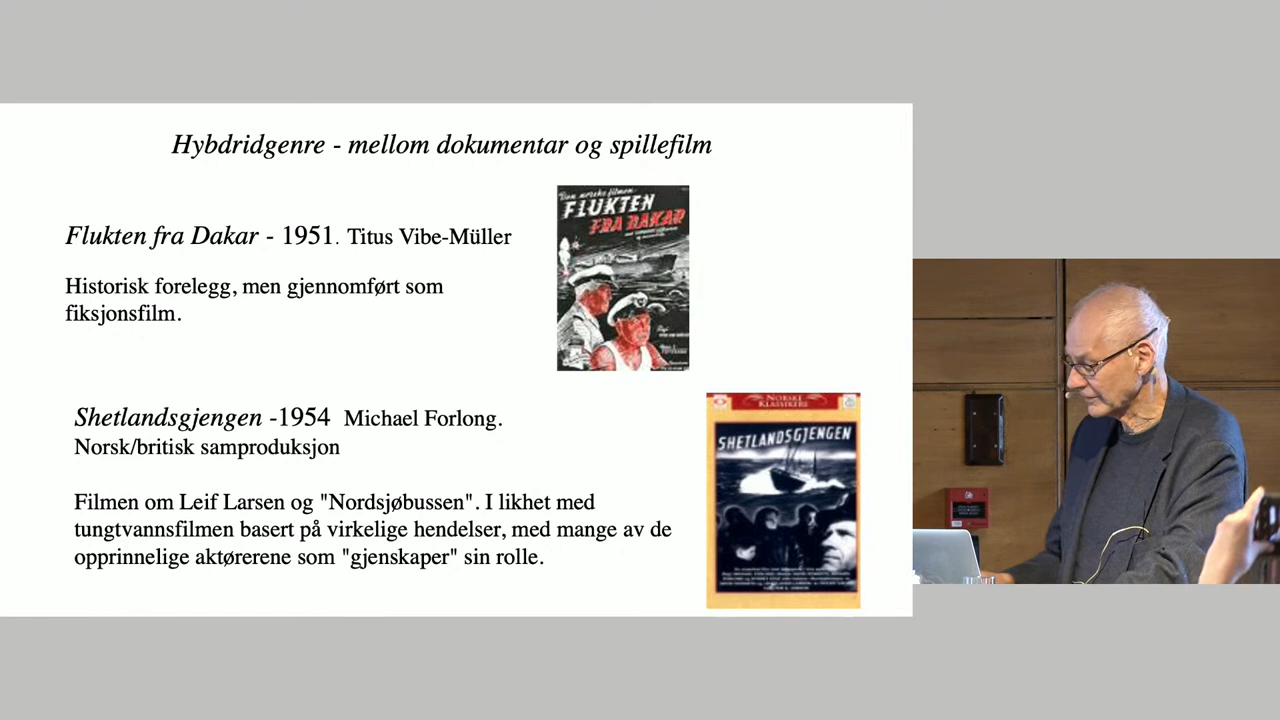 Hybdridgenre - mellom dokumentar og spillefilm
Flukten fra Dakar - 1951. Titus Vibe-Müller
Historisk forelegg, men gjennomført som
fiksjonsfilm.
Den norske filmen
FLUKTEN
FRA DAKAR
Shetlandsgjengen -1954 Michael Forlong.
Norsk/britisk samproduksjon
Filmen om Leif Larsen og "Nordsjøbussen". I likhet med
tungtvannsfilmen basert på virkelige hendelser, med mange av de
opprinnelige aktørerene som "gjenskaper" sin rolle.
NORSKE
KLASSIKERE
SHETLANDSGJENGEN